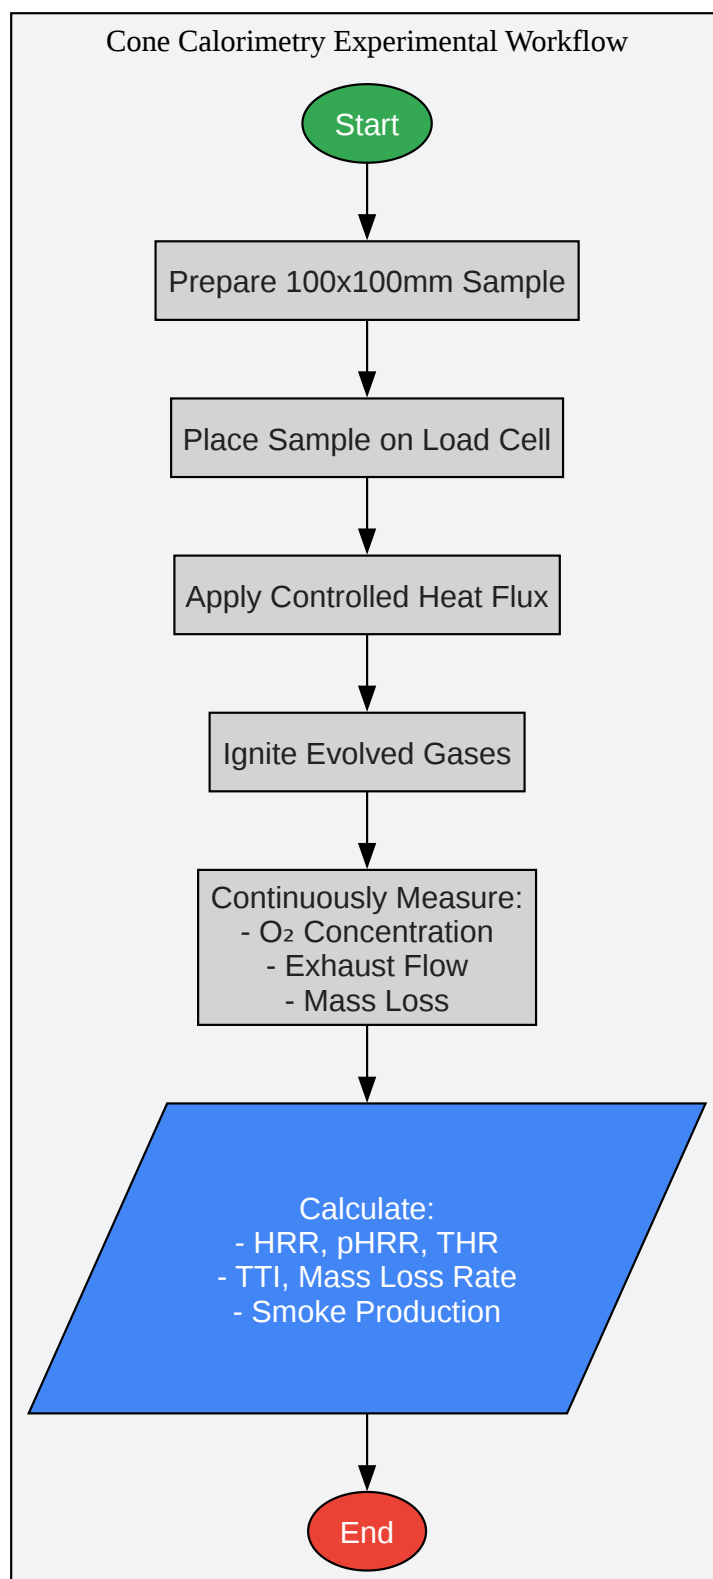 Cone Calorimetry Experimental Workflow
Start
Prepare 100x100mm Sample
Place Sample on Load Cell
Apply Controlled Heat Flux
Ignite Evolved Gases
Continuously Measure:
- O₂ Concentration
- Exhaust Flow
- Mass Loss
Calculate:
- HRR, pHRR, THR
- TTI, Mass Loss Rate
- Smoke Production
End